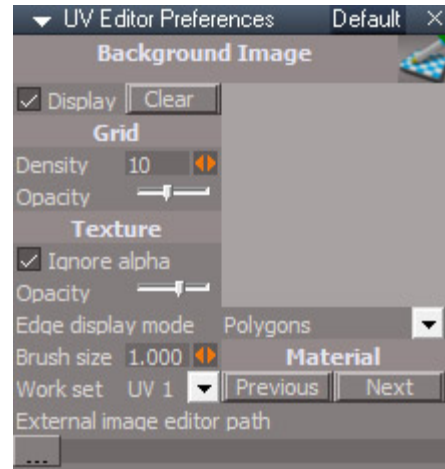 UV Editor Preferences Default
Background Image
Display Clear
Grid
Density 10
Opacity
Texture
Ignore alpha
Opacity
Edge display mode Polygons
Brush size 1.000 Material
Work set UV 1 Previous Next
External image editor path
...